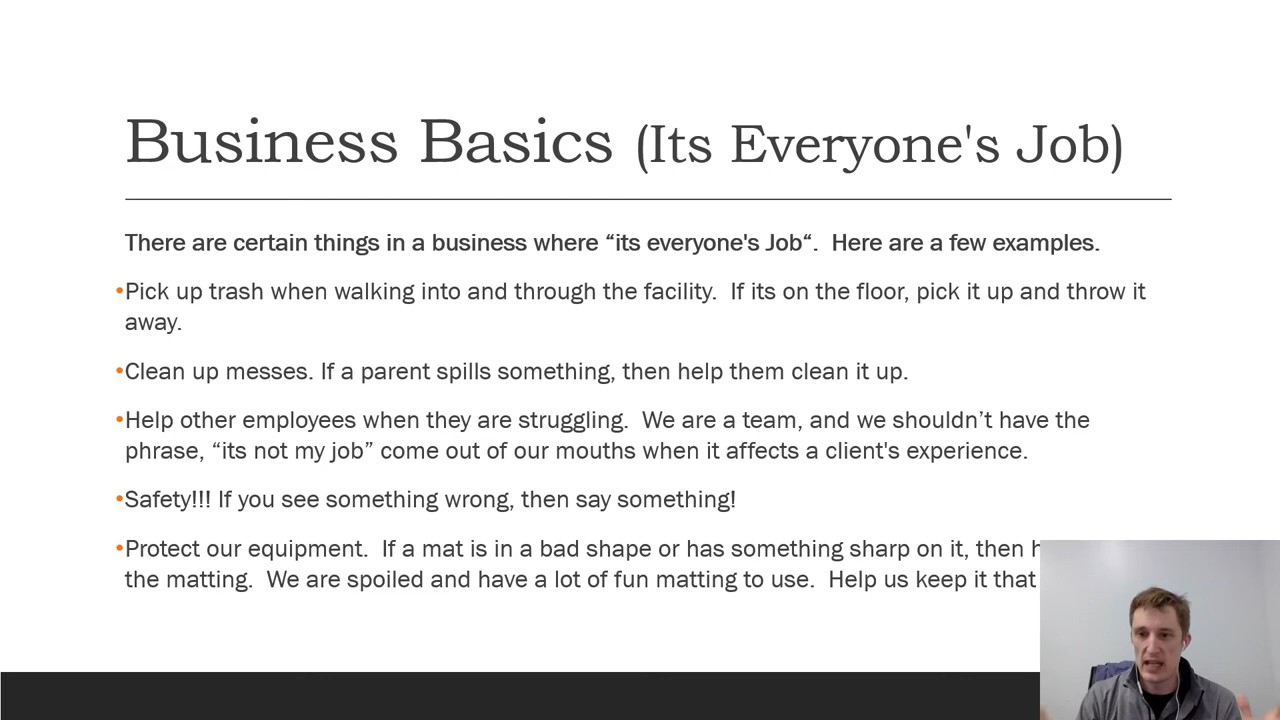 Business Basics (Its Everyone's Job)
There are certain things in a business where “its everyone's Job“.  Here are a few examples.
•Pick up trash when walking into and through the facility.  If its on the floor, pick it up and throw it
away.
•Clean up messes. If a parent spills something, then help them clean it up.
•Help other employees when they are struggling.  We are a team, and we shouldn’t have the
phrase, “its not my job” come out of our mouths when it affects a client's experience.
•Safety!!! If you see something wrong, then say something!
•Protect our equipment.  If a mat is in a bad shape or has something sharp on it, then
the matting.  We are spoiled and have a lot of fun matting to use.  Help us keep it that